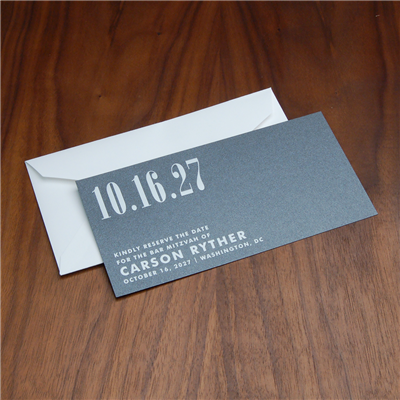 10.16.27
KINDLY RESERVE THE DATE
FOR THE BAR MITZVAH OF
CARSON RYTHER
OCTOBER 16, 2027 | WASHINGTON, DC